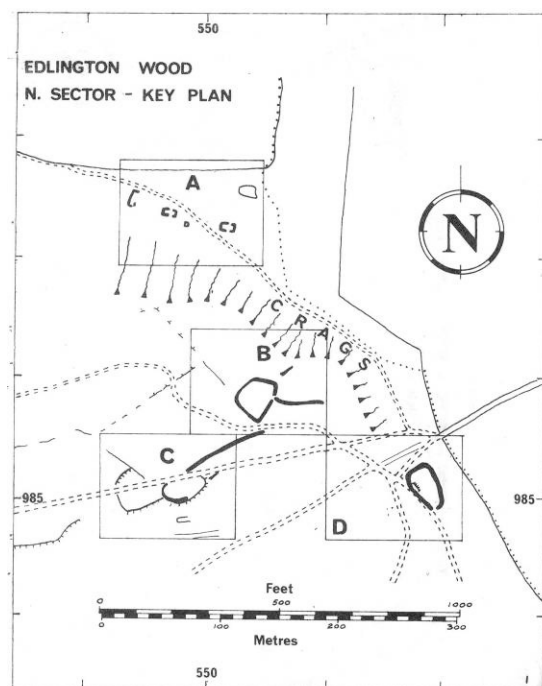 550
EDLINGTON WOOD
N. SECTOR - KEY PLAN
A
N
CRAGS
B
C
985
985
D
Feet
0 500 1000
0 100 200 300
Metres
550
1